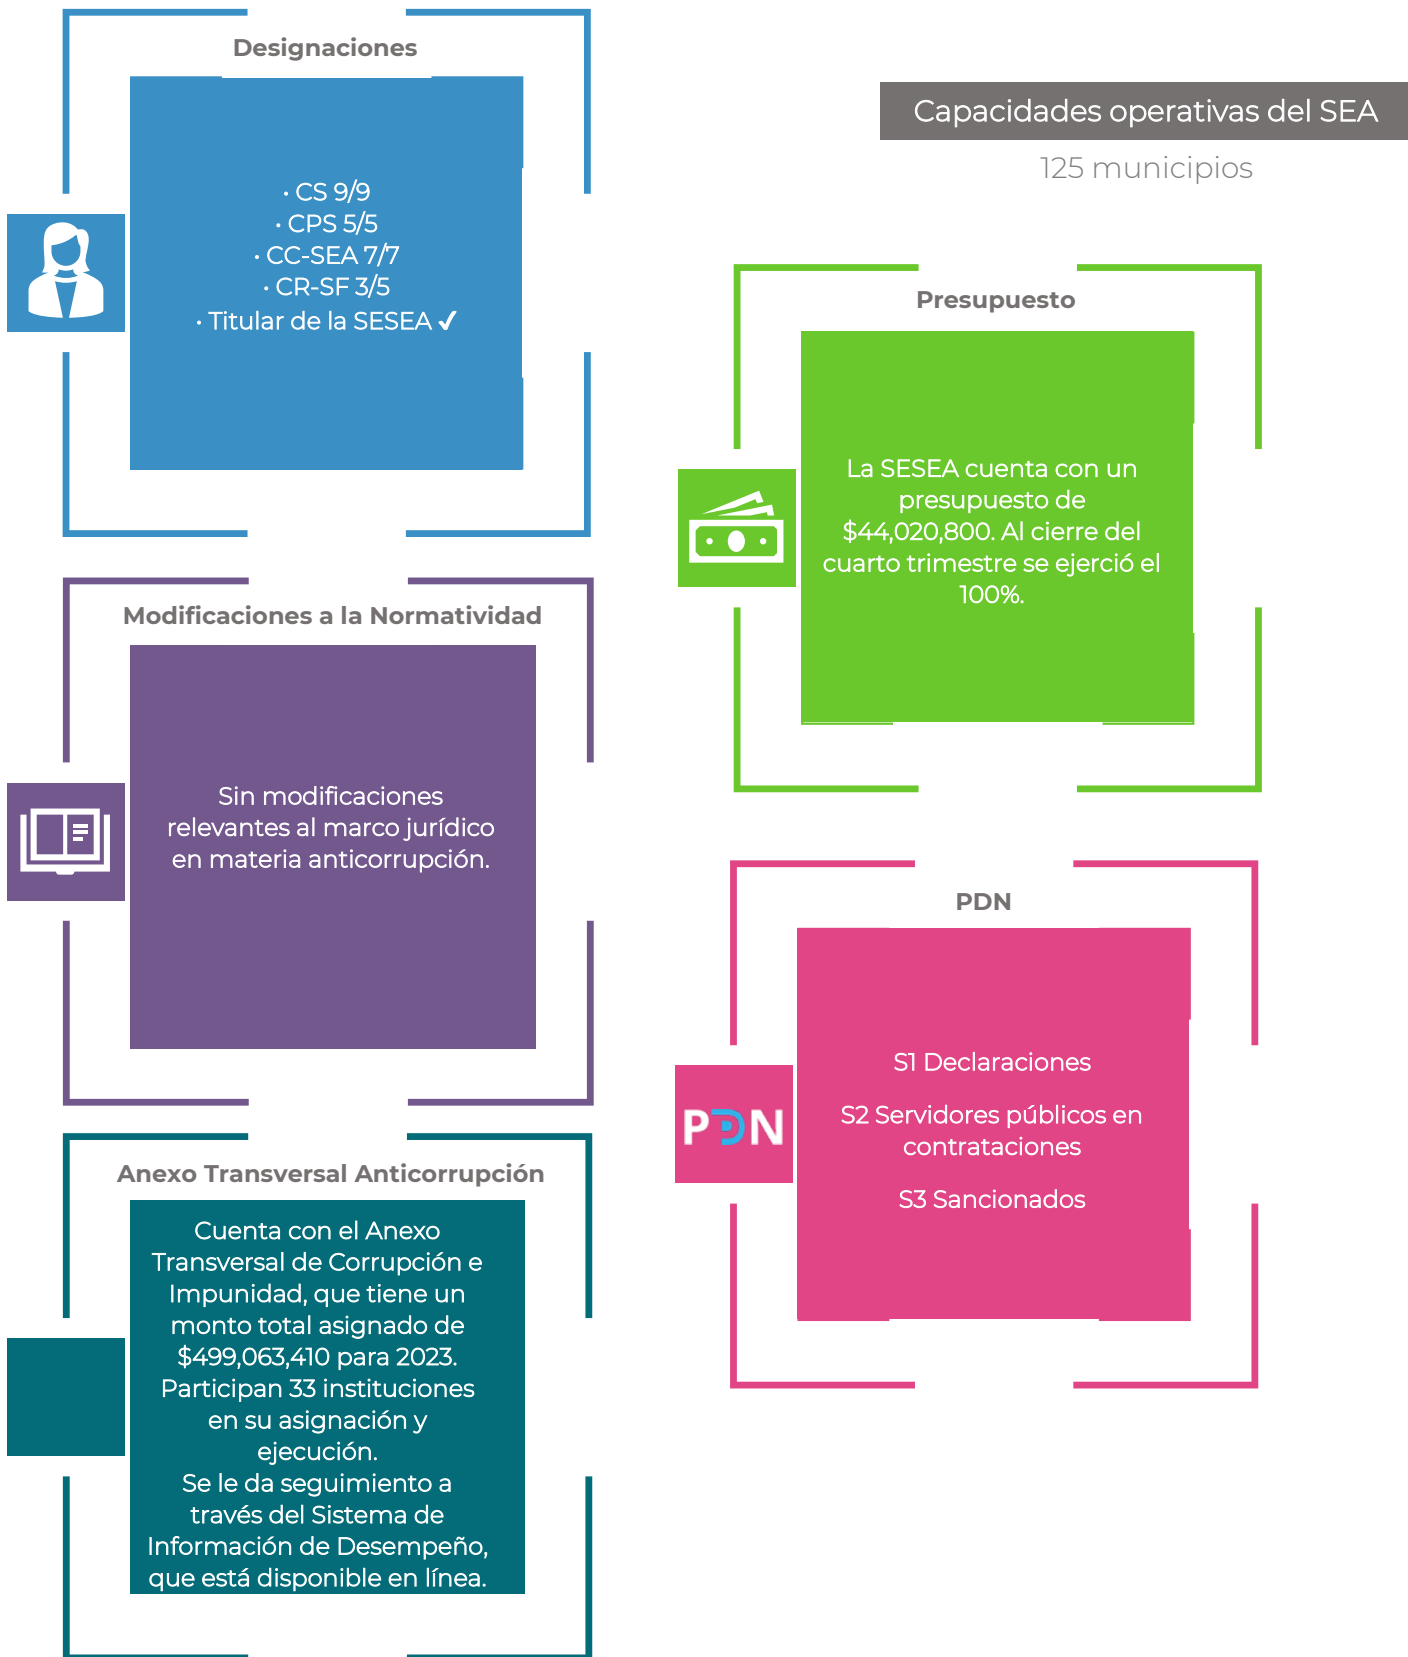 Designaciones
• CS 9/9
• CPS 5/5
• CC-SEA 7/7
• CR-SF 3/5
• Titular de la SESEA ✓
Capacidades operativas del SEA
125 municipios
Presupuesto
La SESEA cuenta con un
presupuesto de
$44,020,800. Al cierre del
cuarto trimestre se ejerció el
100%.
Modificaciones a la Normatividad
Sin modificaciones
relevantes al marco jurídico
en materia anticorrupción.
PDN
PDN
S1 Declaraciones
S2 Servidores públicos en
contrataciones
S3 Sancionados
Anexo Transversal Anticorrupción
Cuenta con el Anexo
Transversal de Corrupción e
Impunidad, que tiene un
monto total asignado de
$499,063,410 para 2023.
Participan 33 instituciones
en su asignación y
ejecución.
Se le da seguimiento a
través del Sistema de
Información de Desempeño,
que está disponible en línea.